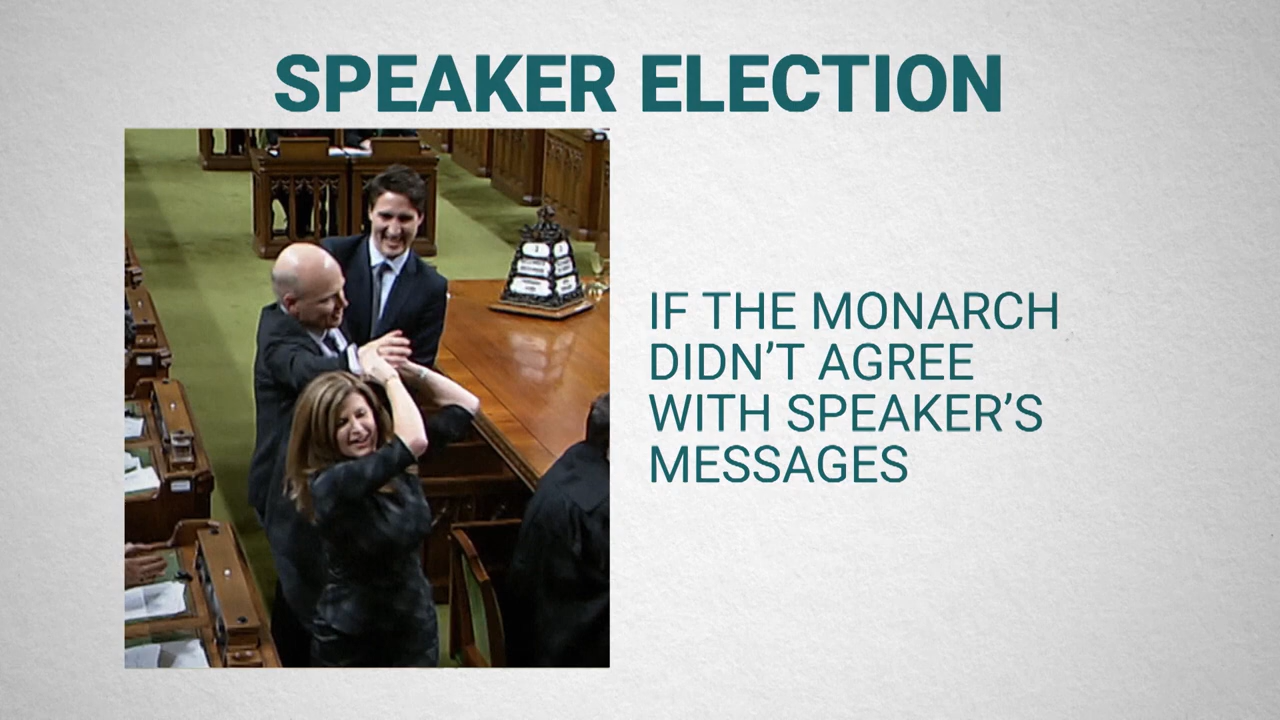 SPEAKER ELECTION
IF THE MONARCH
DIDN’T AGREE
WITH SPEAKER’S
MESSAGES